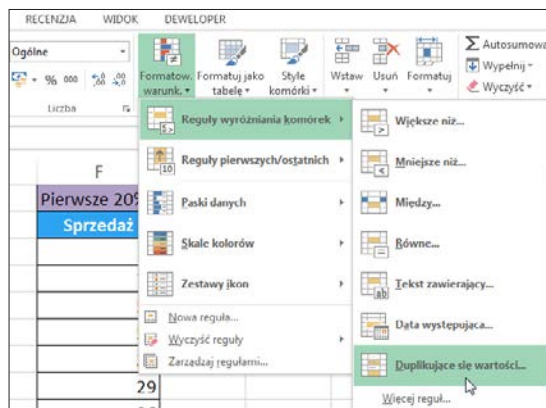 RECENZJA WIDOK DEWELOPER
Ogólne
Autosumowa
Wypełnij
Wyczyść
% 000
Liczba
Formatow. warunk.
Formatuj jako tabelę
Style komórki
Wstaw Usuń Formatuj
Reguły wyróżniania komórek
Reguły pierwszych/ostatnich
Paski danych
Skale kolorów
Zestawy ikon
Nowa reguła...
Wyczyść reguły
Zarządzaj regułami...
Większe niż...
Mniejsze niż...
Między...
Równe...
Tekst zawierający...
Data występująca...
Duplikujące się wartości...
Więcej reguł...
F
Pierwsze 20%
Sprzedaż
29